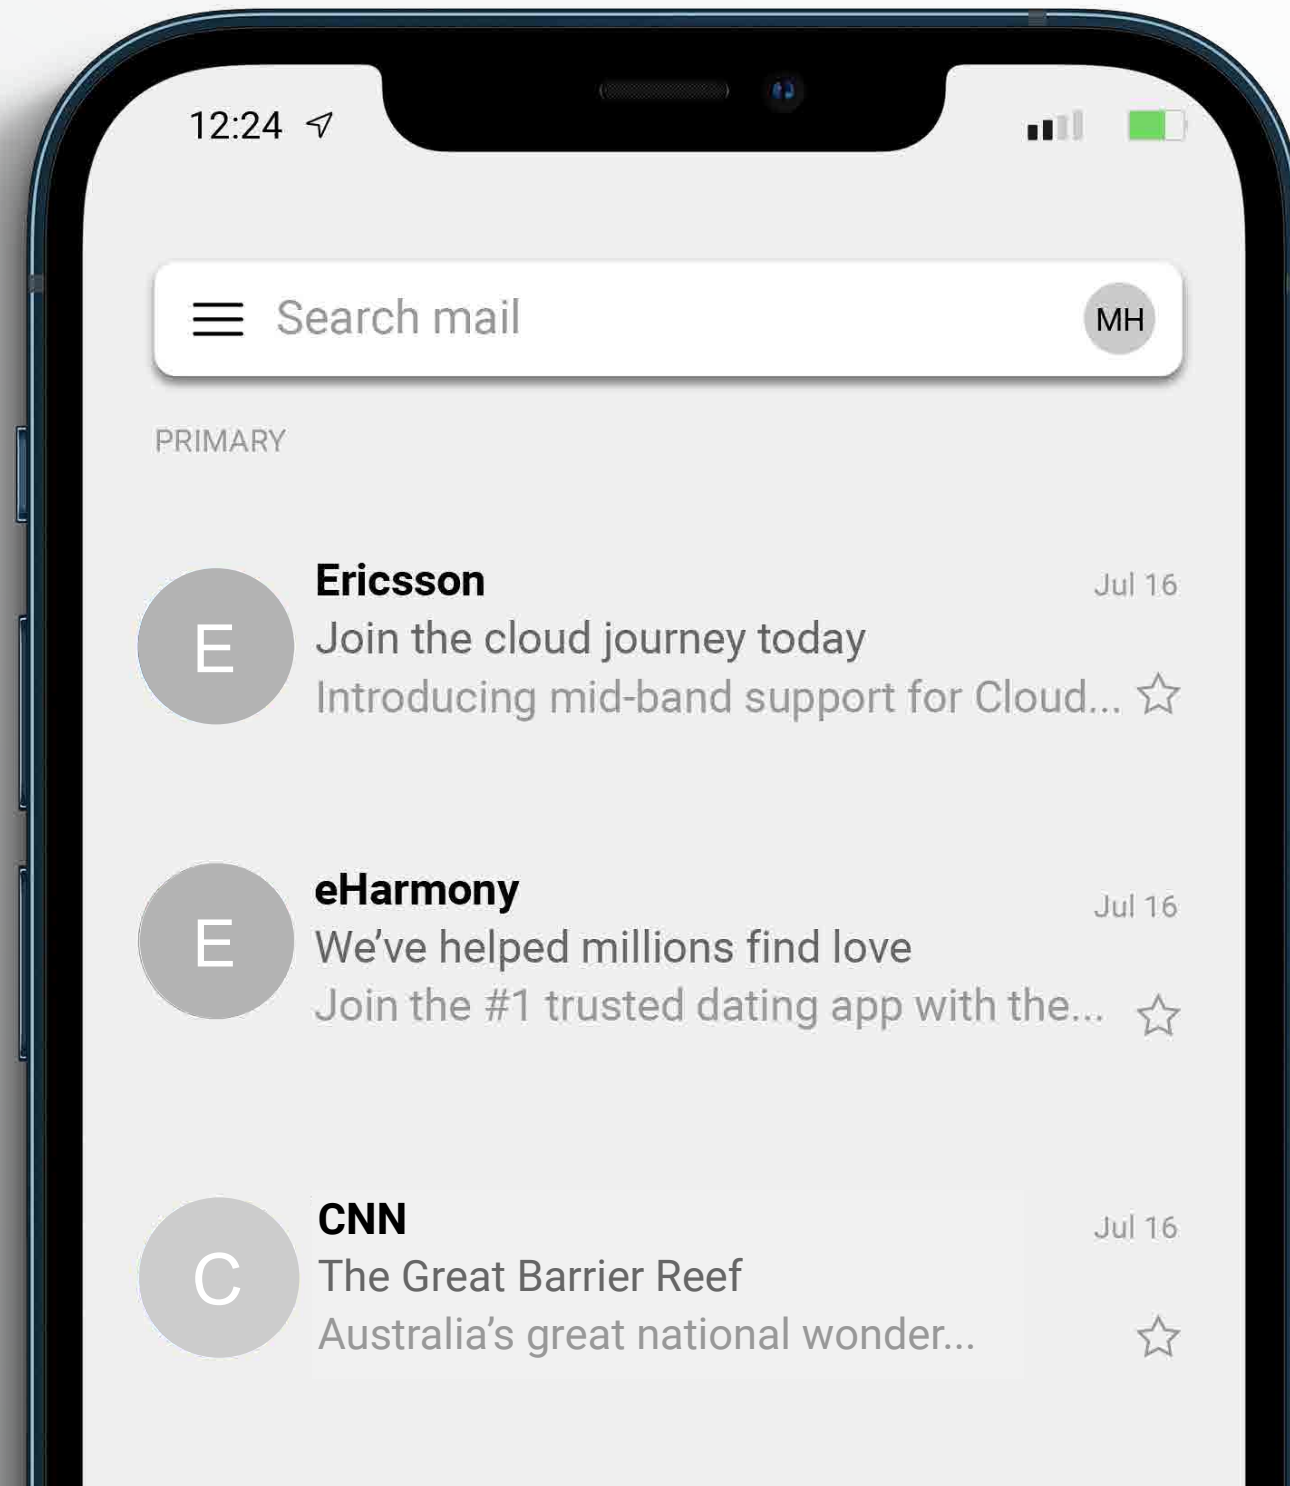 12:24
Search mail
MH
PRIMARY
E
Ericsson
Jul 16
Join the cloud journey today
Introducing mid-band support for Cloud...
E
eHarmony
Jul 16
We’ve helped millions find love
Join the #1 trusted dating app with the...
C
CNN
Jul 16
The Great Barrier Reef
Australia’s great national wonder...